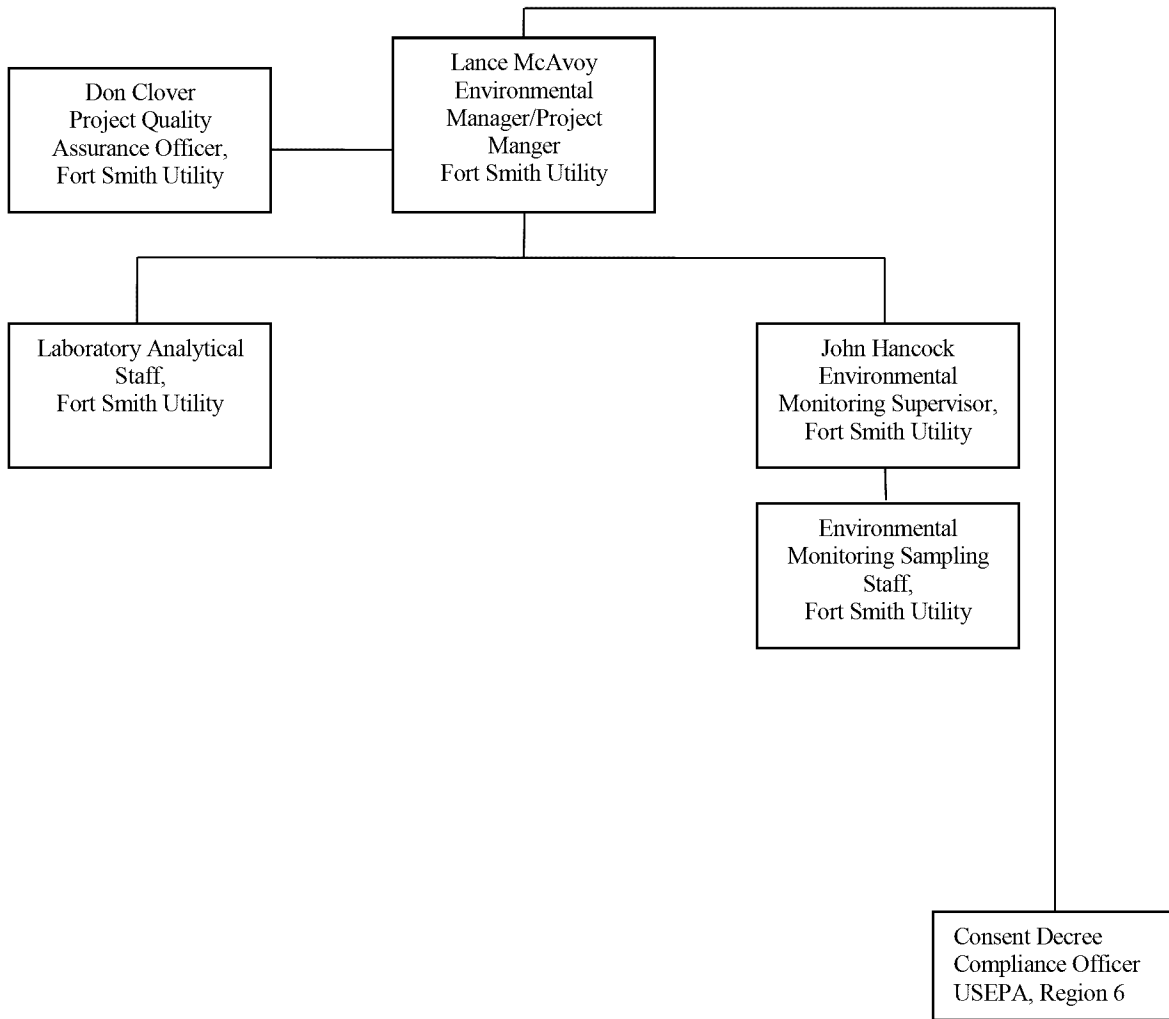 Lance McAvoy
Environmental
Manager/Project
Manger
Fort Smith Utility
Don Clover
Project Quality
Assurance Officer,
Fort Smith Utility
Laboratory Analytical
Staff,
Fort Smith Utility
John Hancock
Environmental
Monitoring Supervisor,
Fort Smith Utility
Environmental
Monitoring Sampling
Staff,
Fort Smith Utility
Consent Decree
Compliance Officer
USEPA, Region 6